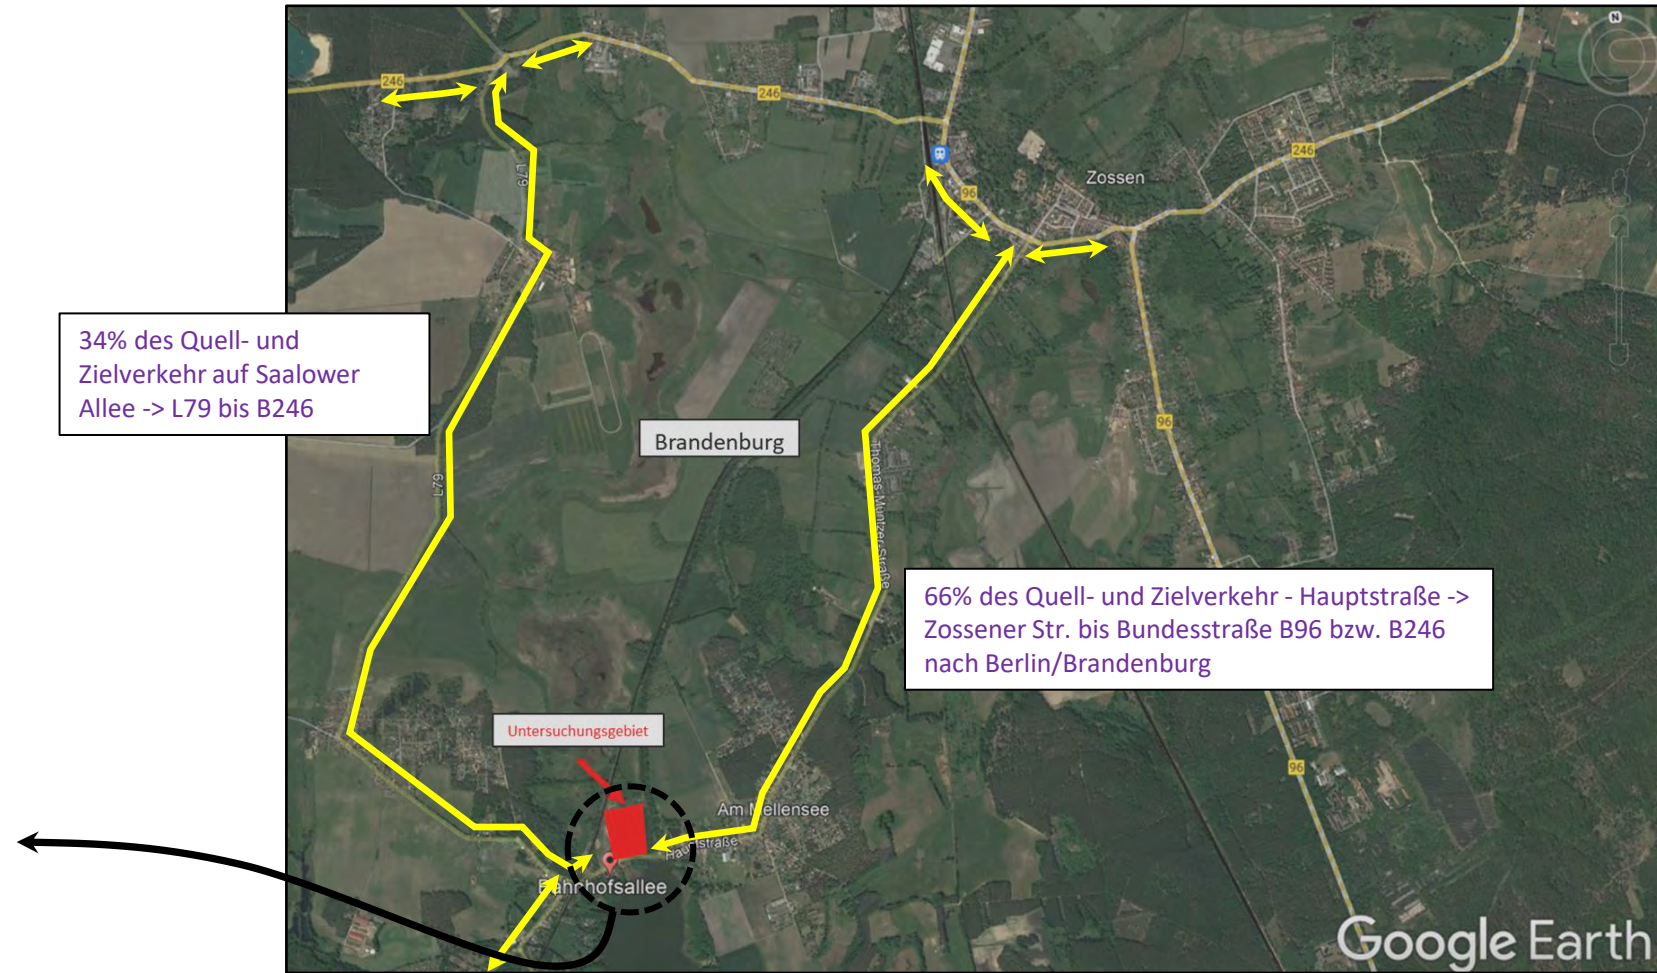 N
246
246
L79
96
Zossen
246
34% des Quell- und
Zielverkehr auf Saalower
Allee -> L79 bis B246
Brandenburg
96
L79
Thomas-Müntzer-Straße
66% des Quell- und Zielverkehr - Hauptstraße ->
Zossener Str. bis Bundesstraße B96 bzw. B246
nach Berlin/Brandenburg
Untersuchungsgebiet
96
Am Mellensee
Hauptstraße
Bahnhofsallee
Google Earth